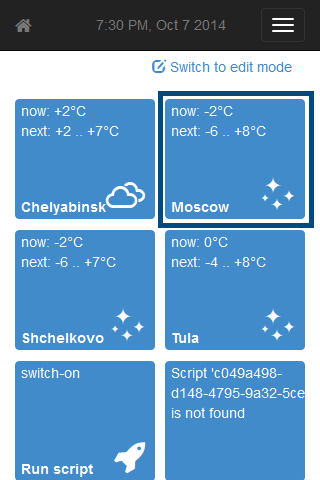 7:30 PM, Oct 7 2014
Switch to edit mode
now: +2°C
next: +2 .. +7°C
Chelyabinsk
now: -2°C
next: -6 .. +8°C
Moscow
now: -2°C
next: -6 .. +7°C
Shchelkovo
now: 0°C
next: -4 .. +8°C
Tula
switch-on
Run script
Script 'c049a498-
d148-4795-9a32-5ce
is not found